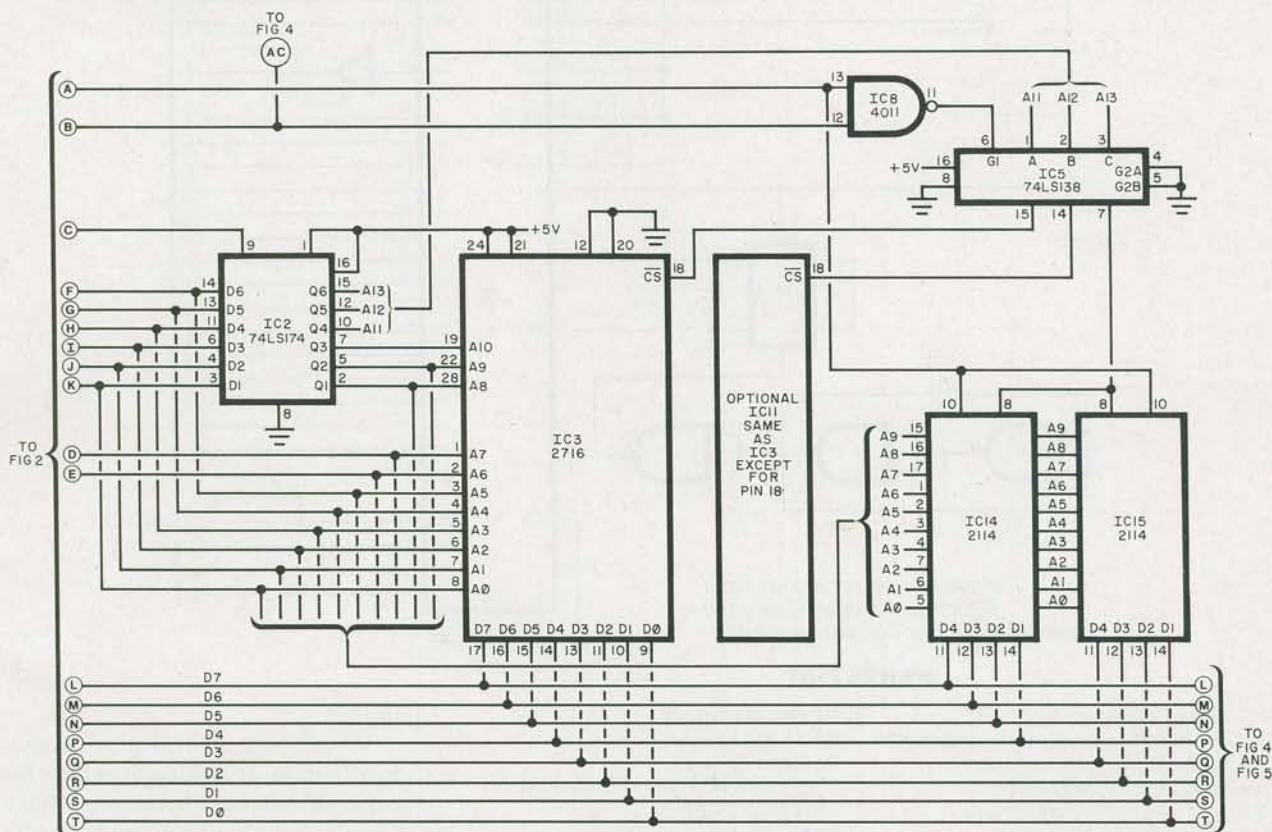 TO
FIG 4
AC
A
B
13
12
IC8
4011
11
A11 A12 A13
6 1 2 3
G1 A B C
+5V 16
8
IC5
74LS138
G2A 4
G2B 5
15 14 7
C
9 1
16
F
G
H
I
J
K
14 D6
13 D5
11 D4
6 D3
4 D2
3 D1
IC2
74LS174
Q6 15 A13
Q5 12 A12
Q4 10 A11
Q3 7
Q2 5
Q1 2
8
TO
FIG 2
D
E
24 21 +5V
12 20
CS 18
19 A10
22 A9
28 A8
1 A7
2 A6
3 A5
4 A4
5 A3
6 A2
7 A1
8 A0
IC3
2716
D7 D6 D5 D4 D3 D2 D1 D0
17 16 15 14 13 11 10 9
CS 18
OPTIONAL
IC11
SAME
AS
IC3
EXCEPT
FOR
PIN 18
10 8
A9 15
A8 16
A7 17
A6 1
A5 2
A4 3
A3 4
A2 7
A1 6
A0 5
IC14
2114
D4 D3 D2 D1
11 12 13 14
A9
A8
A7
A6
A5
A4
A3
A2
A1
A0
8 10
IC15
2114
D4 D3 D2 D1
11 12 13 14
L D7 L
M D6 M
N D5 N
P D4 P
Q D3 Q
R D2 R
S D1 S
T D0 T
TO
FIG 4
AND
FIG 5